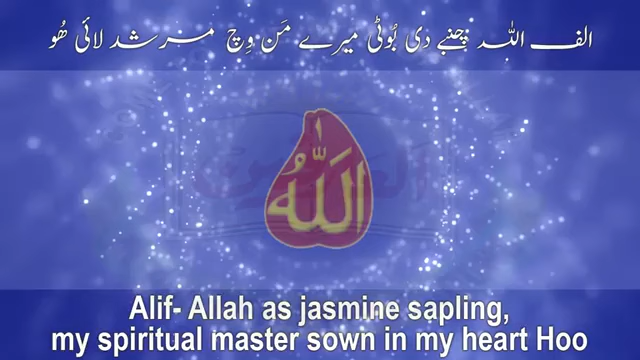 الف اللہ چنبے دی بُوٹی میرے مَن وِچ مرشد لائی ھُو
اللّٰهُ
Alif- Allah as jasmine sapling,
my spiritual master sown in my heart Hoo